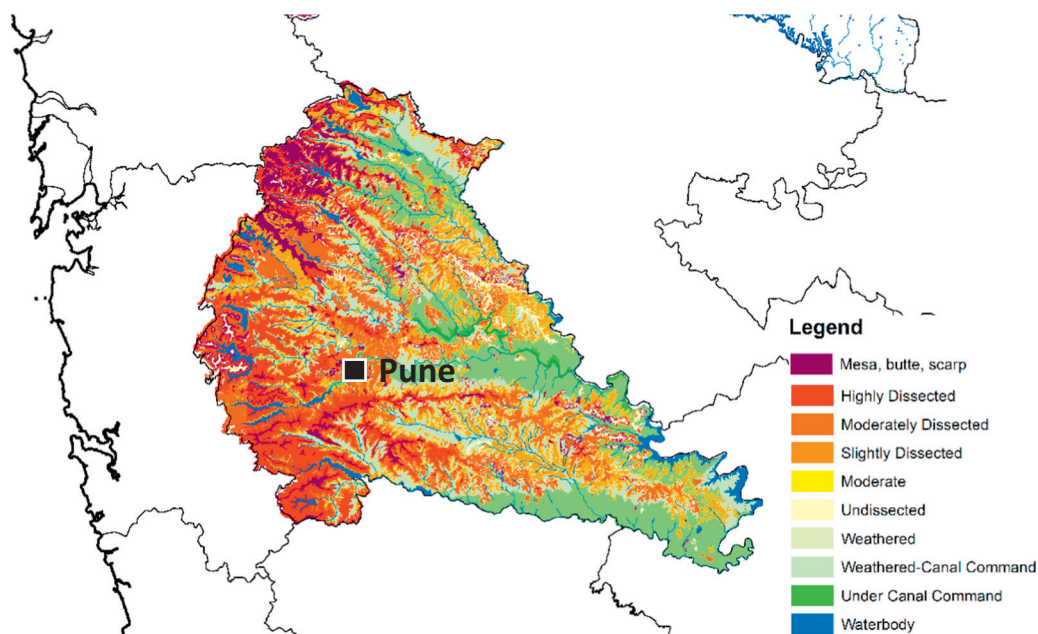 Pune
Legend
Mesa, butte, scarp
Highly Dissected
Moderately Dissected
Slightly Dissected
Moderate
Undissected
Weathered
Weathered-Canal Command
Under Canal Command
Waterbody